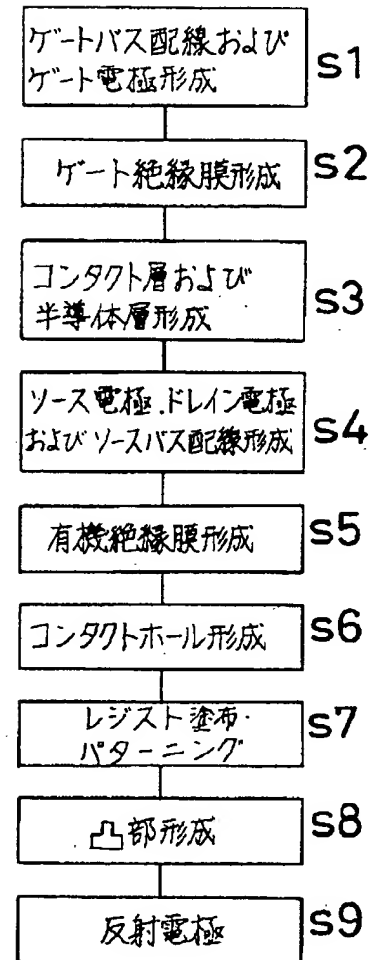 ゲートバス配線および
ゲート電極形成
s1
ゲート絶縁膜形成
s2
コンタクト層および
半導体層形成
s3
ソース電極.ドレイン電極
およびソースバス配線形成
s4
有機絶縁膜形成
s5
コンタクトホール形成
s6
レジスト塗布・
パターニング
s7
凸部形成
s8
反射電極
s9